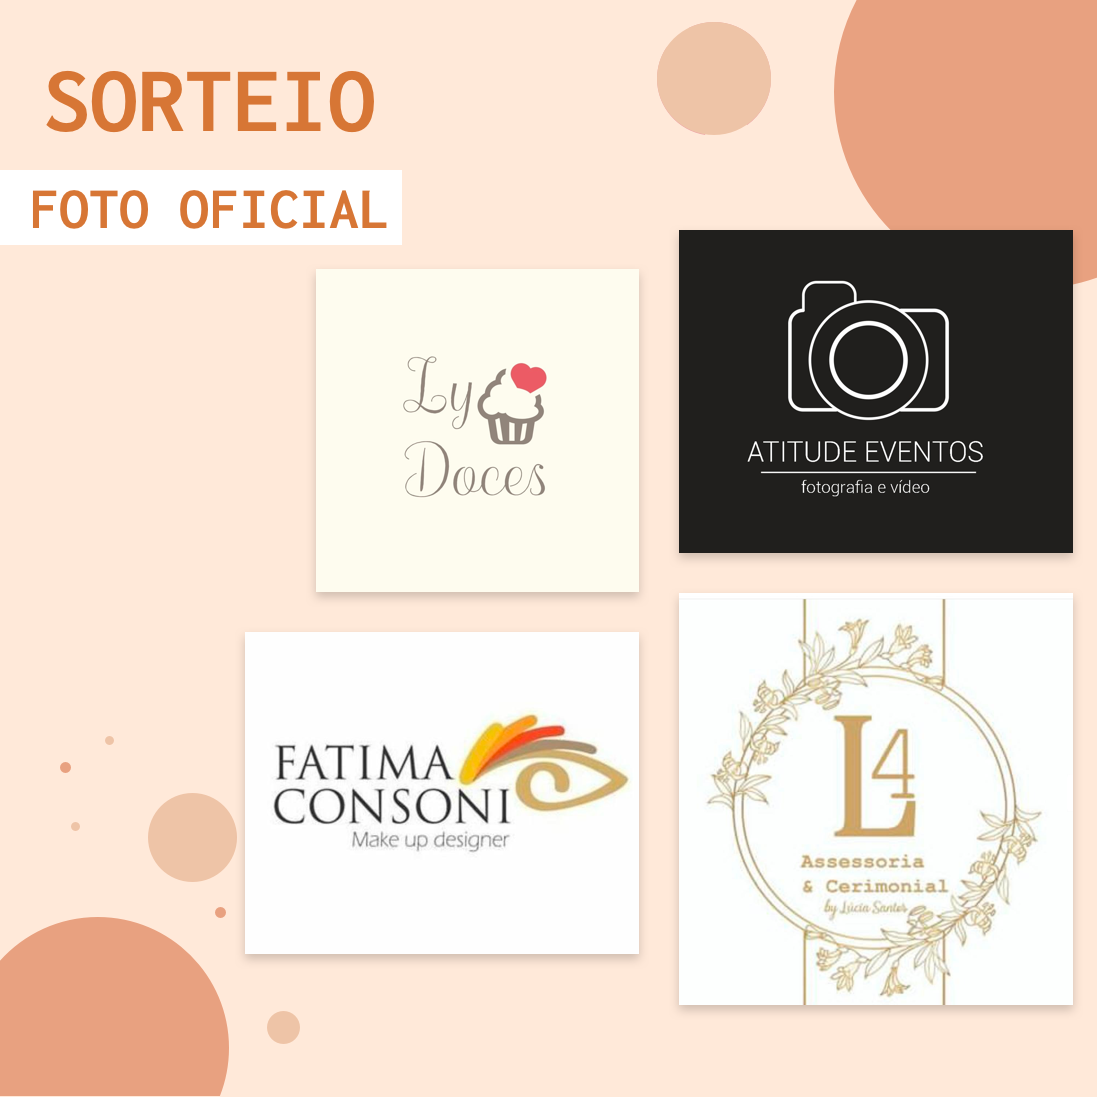 SORTEIO
FOTO OFICIAL
Ly
Doces
ATITUDE EVENTOS
fotografia e vídeo
FATIMA
CONSONI
Make up designer
L4
Assessoria
& Cerimonial
by Lúcia Santos